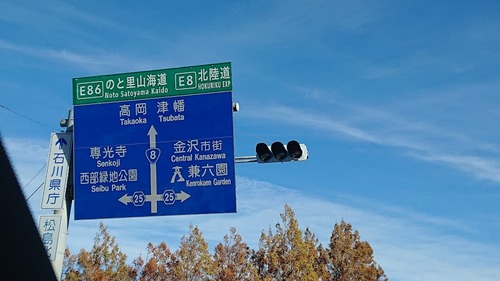 E86 のと里山海道 E8 北陸道
Noto Satoyama Kaido HOKURIKU EXP
高岡 津幡
Takaoka Tsubata
専光寺
Senkoji
西部緑地公園
Seibu Park
8
金沢市街
Central Kanazawa
兼六園
Kenrokuen Garden
25 25
石川県庁
松島